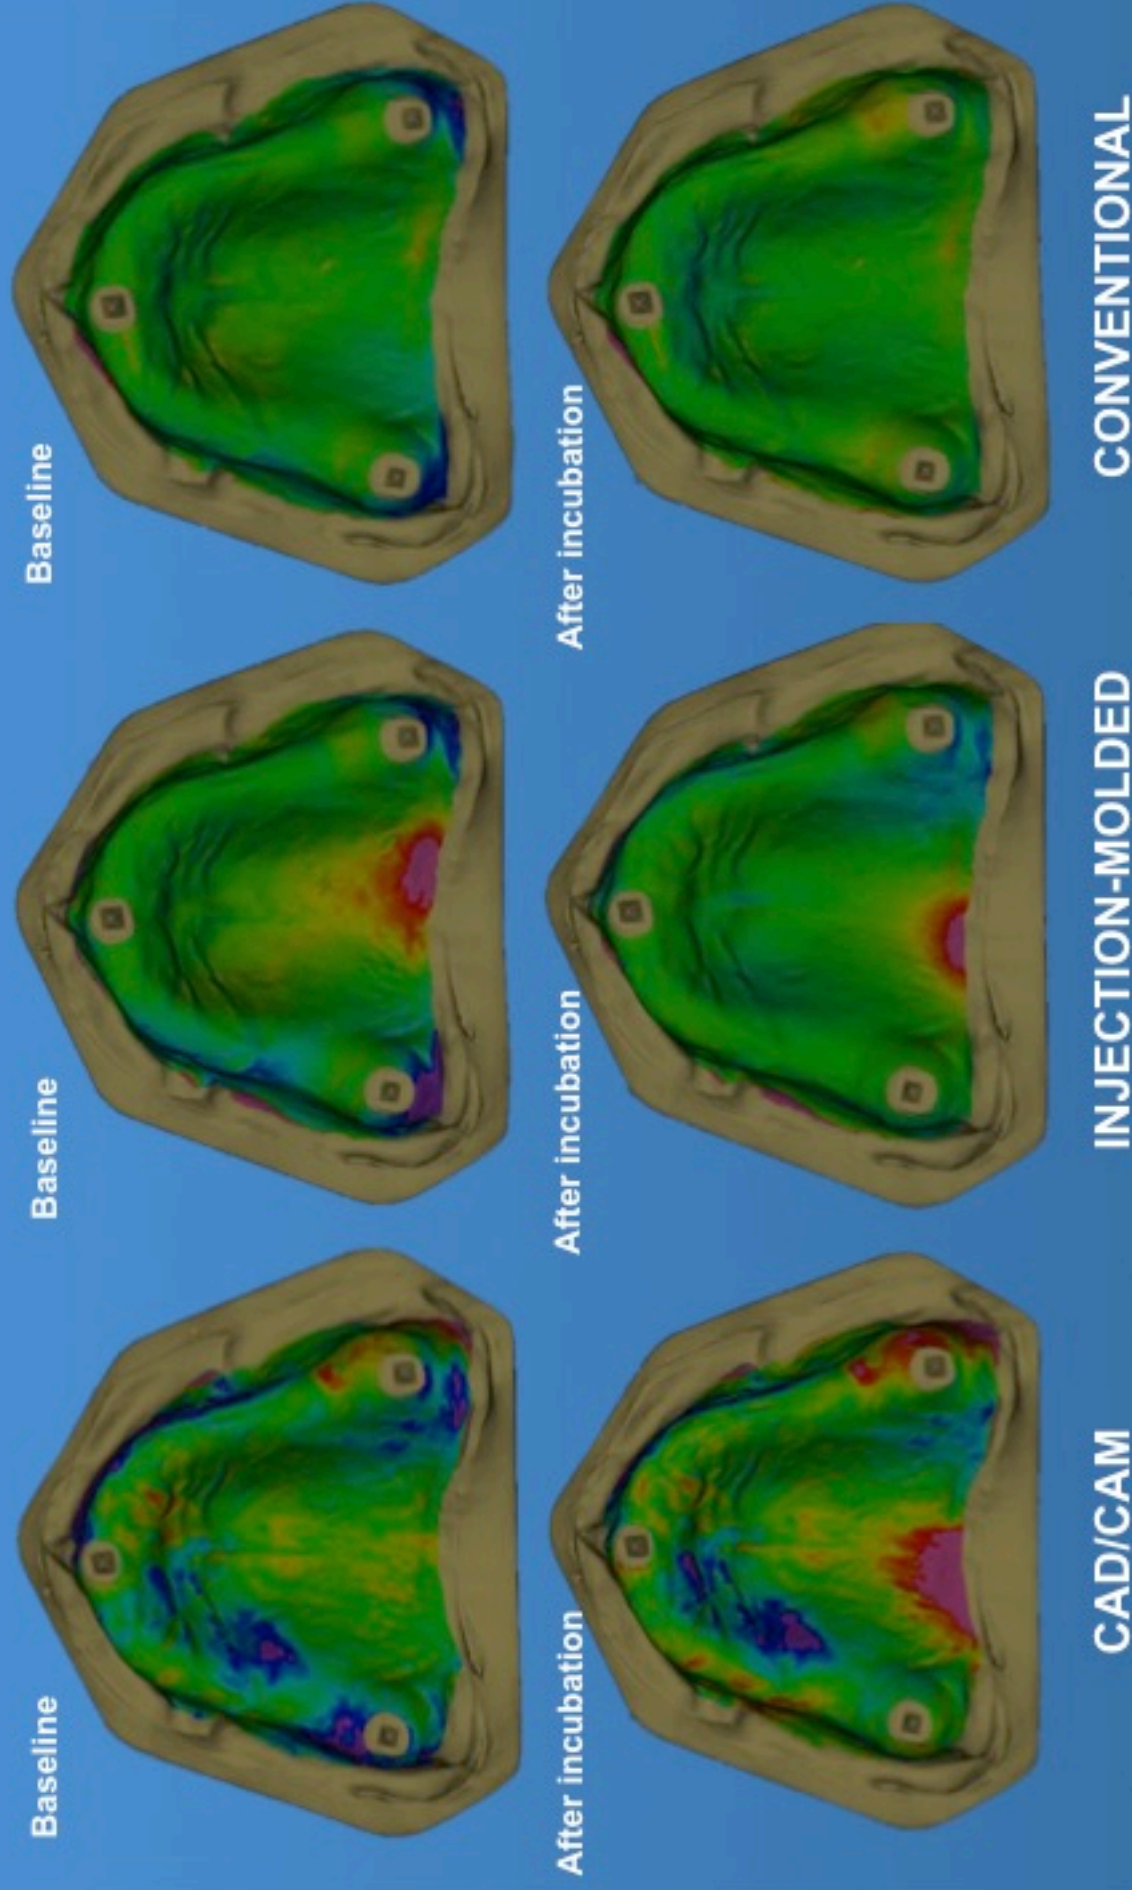 Baseline
Baseline
Baseline
After incubation
After incubation
After incubation
CAD/CAM
INJECTION-MOLDED
CONVENTIONAL